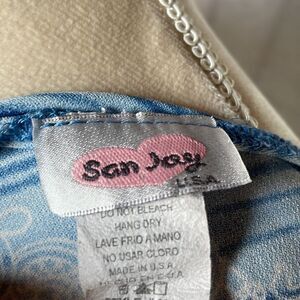 San Joy
U.S.A
DO NOT BLEACH
HANG DRY
LAVE FRIO A MANO
NO USAR CLORO
MADE IN U.S.A